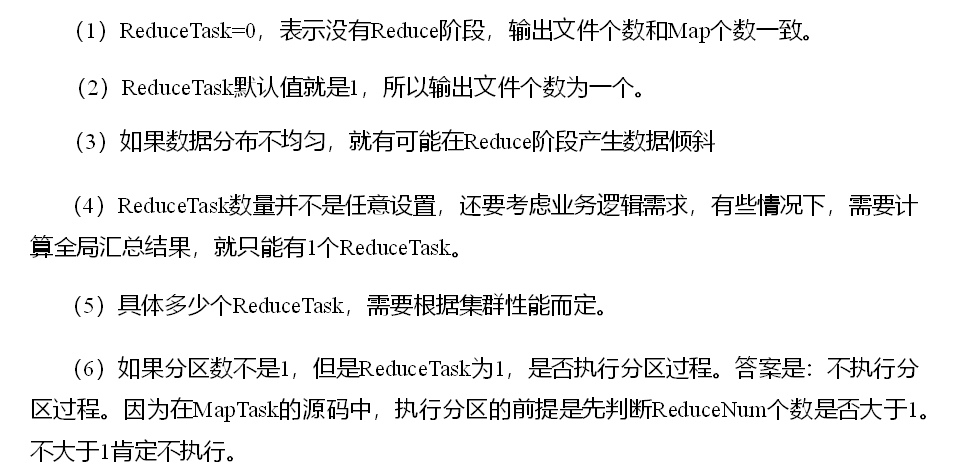 （1）ReduceTask=0，表示没有Reduce阶段，输出文件个数和Map个数一致。
（2）ReduceTask默认值就是1，所以输出文件个数为一个。
（3）如果数据分布不均匀，就有可能在Reduce阶段产生数据倾斜
（4）ReduceTask数量并不是任意设置，还要考虑业务逻辑需求，有些情况下，需要计
算全局汇总结果，就只能有1个ReduceTask。
（5）具体多少个ReduceTask，需要根据集群性能而定。
（6）如果分区数不是1，但是ReduceTask为1，是否执行分区过程。答案是：不执行分
区过程。因为在MapTask的源码中，执行分区的前提是先判断ReduceNum个数是否大于1。
不大于1肯定不执行。